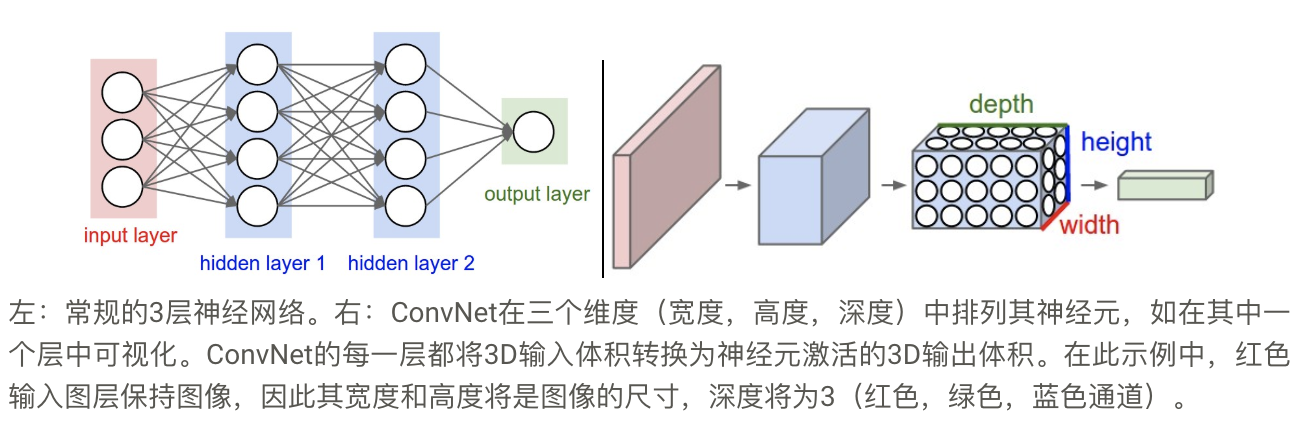 input layer
hidden layer 1
hidden layer 2
output layer
depth
height
width
左：常规的3层神经网络。右：ConvNet在三个维度（宽度，高度，深度）中排列其神经元，如在其中一
个层中可视化。ConvNet的每一层都将3D输入体积转换为神经元激活的3D输出体积。在此示例中，红色
输入图层保持图像，因此其宽度和高度将是图像的尺寸，深度将为3（红色，绿色，蓝色通道）。